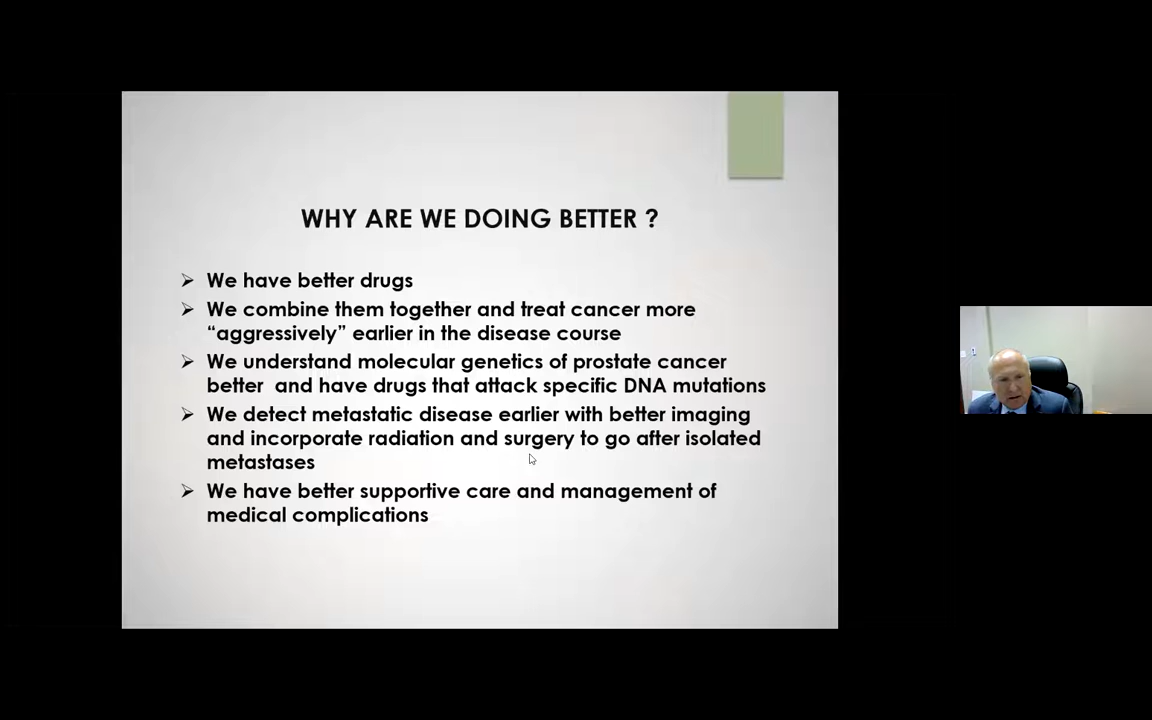 WHY ARE WE DOING BETTER ?
We have better drugs
We combine them together and treat cancer more
“aggressively” earlier in the disease course
We understand molecular genetics of prostate cancer
better and have drugs that attack specific DNA mutations
We detect metastatic disease earlier with better imaging
and incorporate radiation and surgery to go after isolated
metastases
We have better supportive care and management of
medical complications